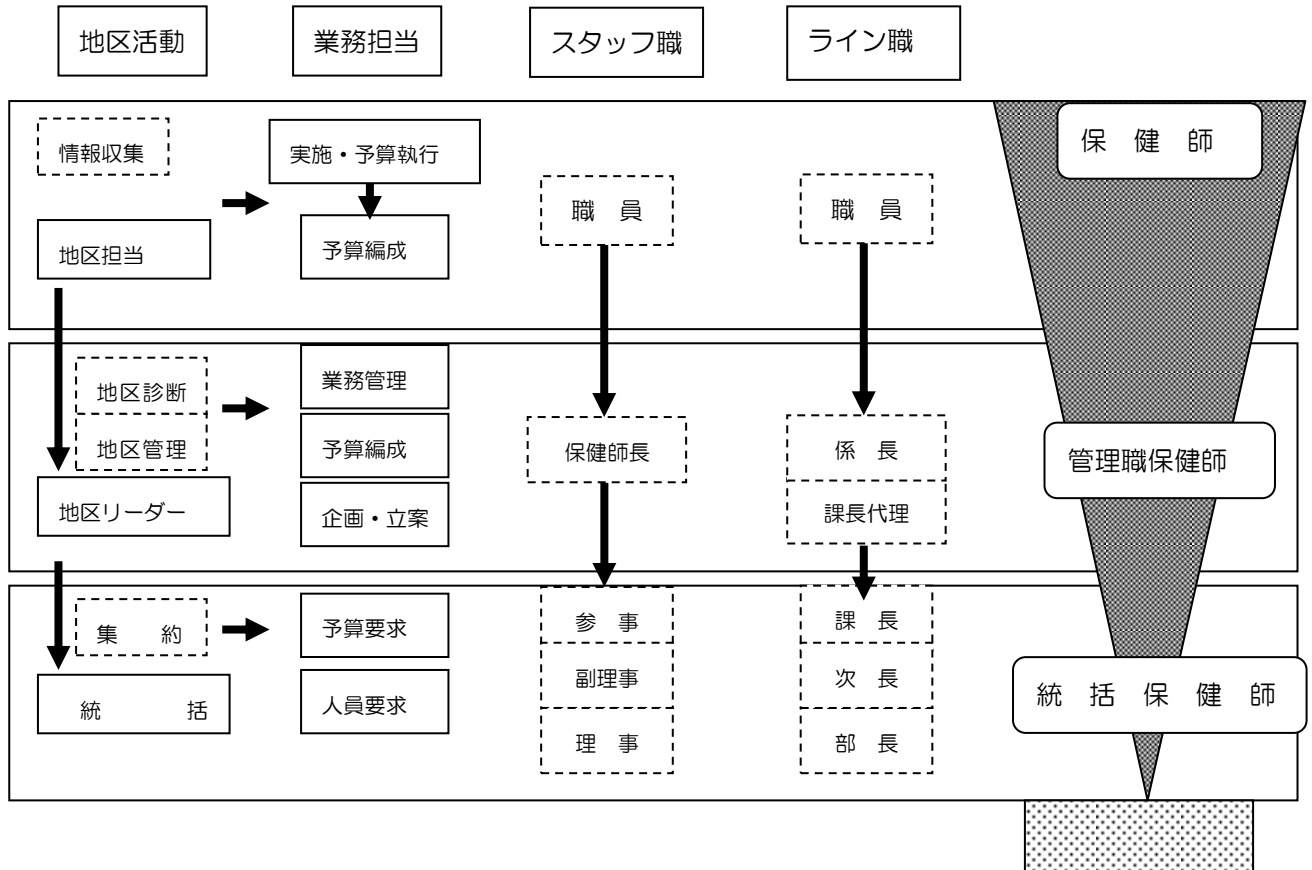 地区活動
業務担当
スタッフ職
ライン職
情報収集
地区担当
実施・予算執行
予算編成
職　員
職　員
保　健　師
地区診断
地区管理
地区リーダー
業務管理
予算編成
企画・立案
保健師長
係　長
課長代理
管理職保健師
集　　約
統　　　　括
予算要求
人員要求
参　事
副理事
理　事
課　長
次　長
部　長
統　括　保　健　師